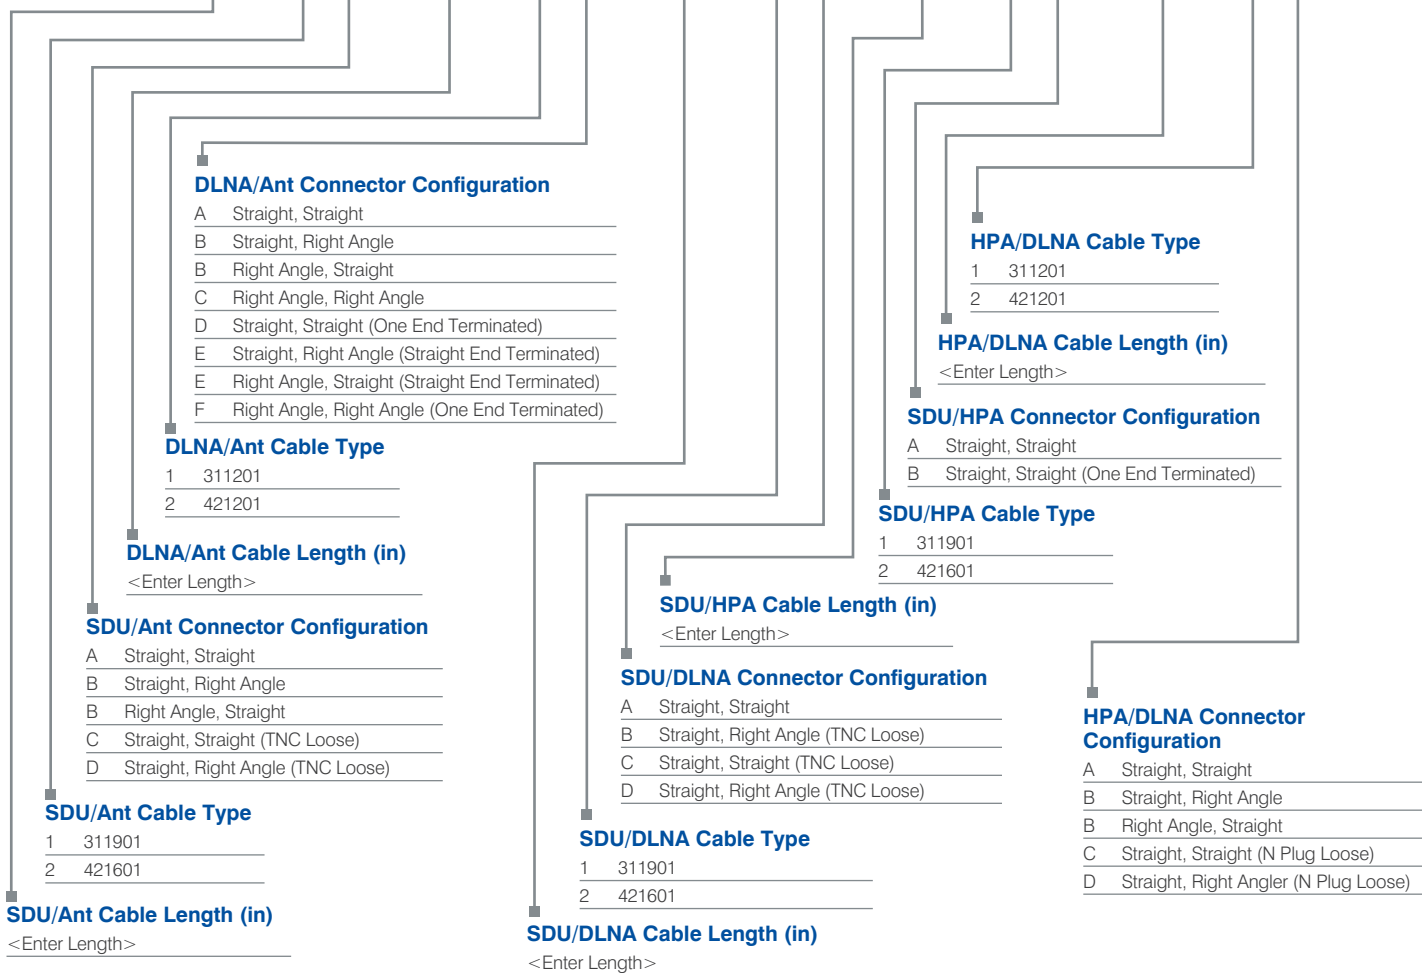 DLNA/Ant Connector Configuration
A Straight, Straight
B Straight, Right Angle
B Right Angle, Straight
C Right Angle, Right Angle
D Straight, Straight (One End Terminated)
E Straight, Right Angle (Straight End Terminated)
E Right Angle, Straight (Straight End Terminated)
F Right Angle, Right Angle (One End Terminated)
DLNA/Ant Cable Type
1 311201
2 421201
DLNA/Ant Cable Length (in)
<Enter Length>
SDU/Ant Connector Configuration
A Straight, Straight
B Straight, Right Angle
B Right Angle, Straight
C Straight, Straight (TNC Loose)
D Straight, Right Angle (TNC Loose)
SDU/Ant Cable Type
1 311901
2 421601
SDU/Ant Cable Length (in)
<Enter Length>
HPA/DLNA Cable Type
1 311201
2 421201
HPA/DLNA Cable Length (in)
<Enter Length>
SDU/HPA Connector Configuration
A Straight, Straight
B Straight, Straight (One End Terminated)
SDU/HPA Cable Type
1 311901
2 421601
SDU/HPA Cable Length (in)
<Enter Length>
SDU/DLNA Connector Configuration
A Straight, Straight
B Straight, Right Angle (TNC Loose)
C Straight, Straight (TNC Loose)
D Straight, Right Angle (TNC Loose)
SDU/DLNA Cable Type
1 311901
2 421601
SDU/DLNA Cable Length (in)
<Enter Length>
HPA/DLNA Connector
Configuration
A Straight, Straight
B Straight, Right Angle
B Right Angle, Straight
C Straight, Straight (N Plug Loose)
D Straight, Right Angler (N Plug Loose)